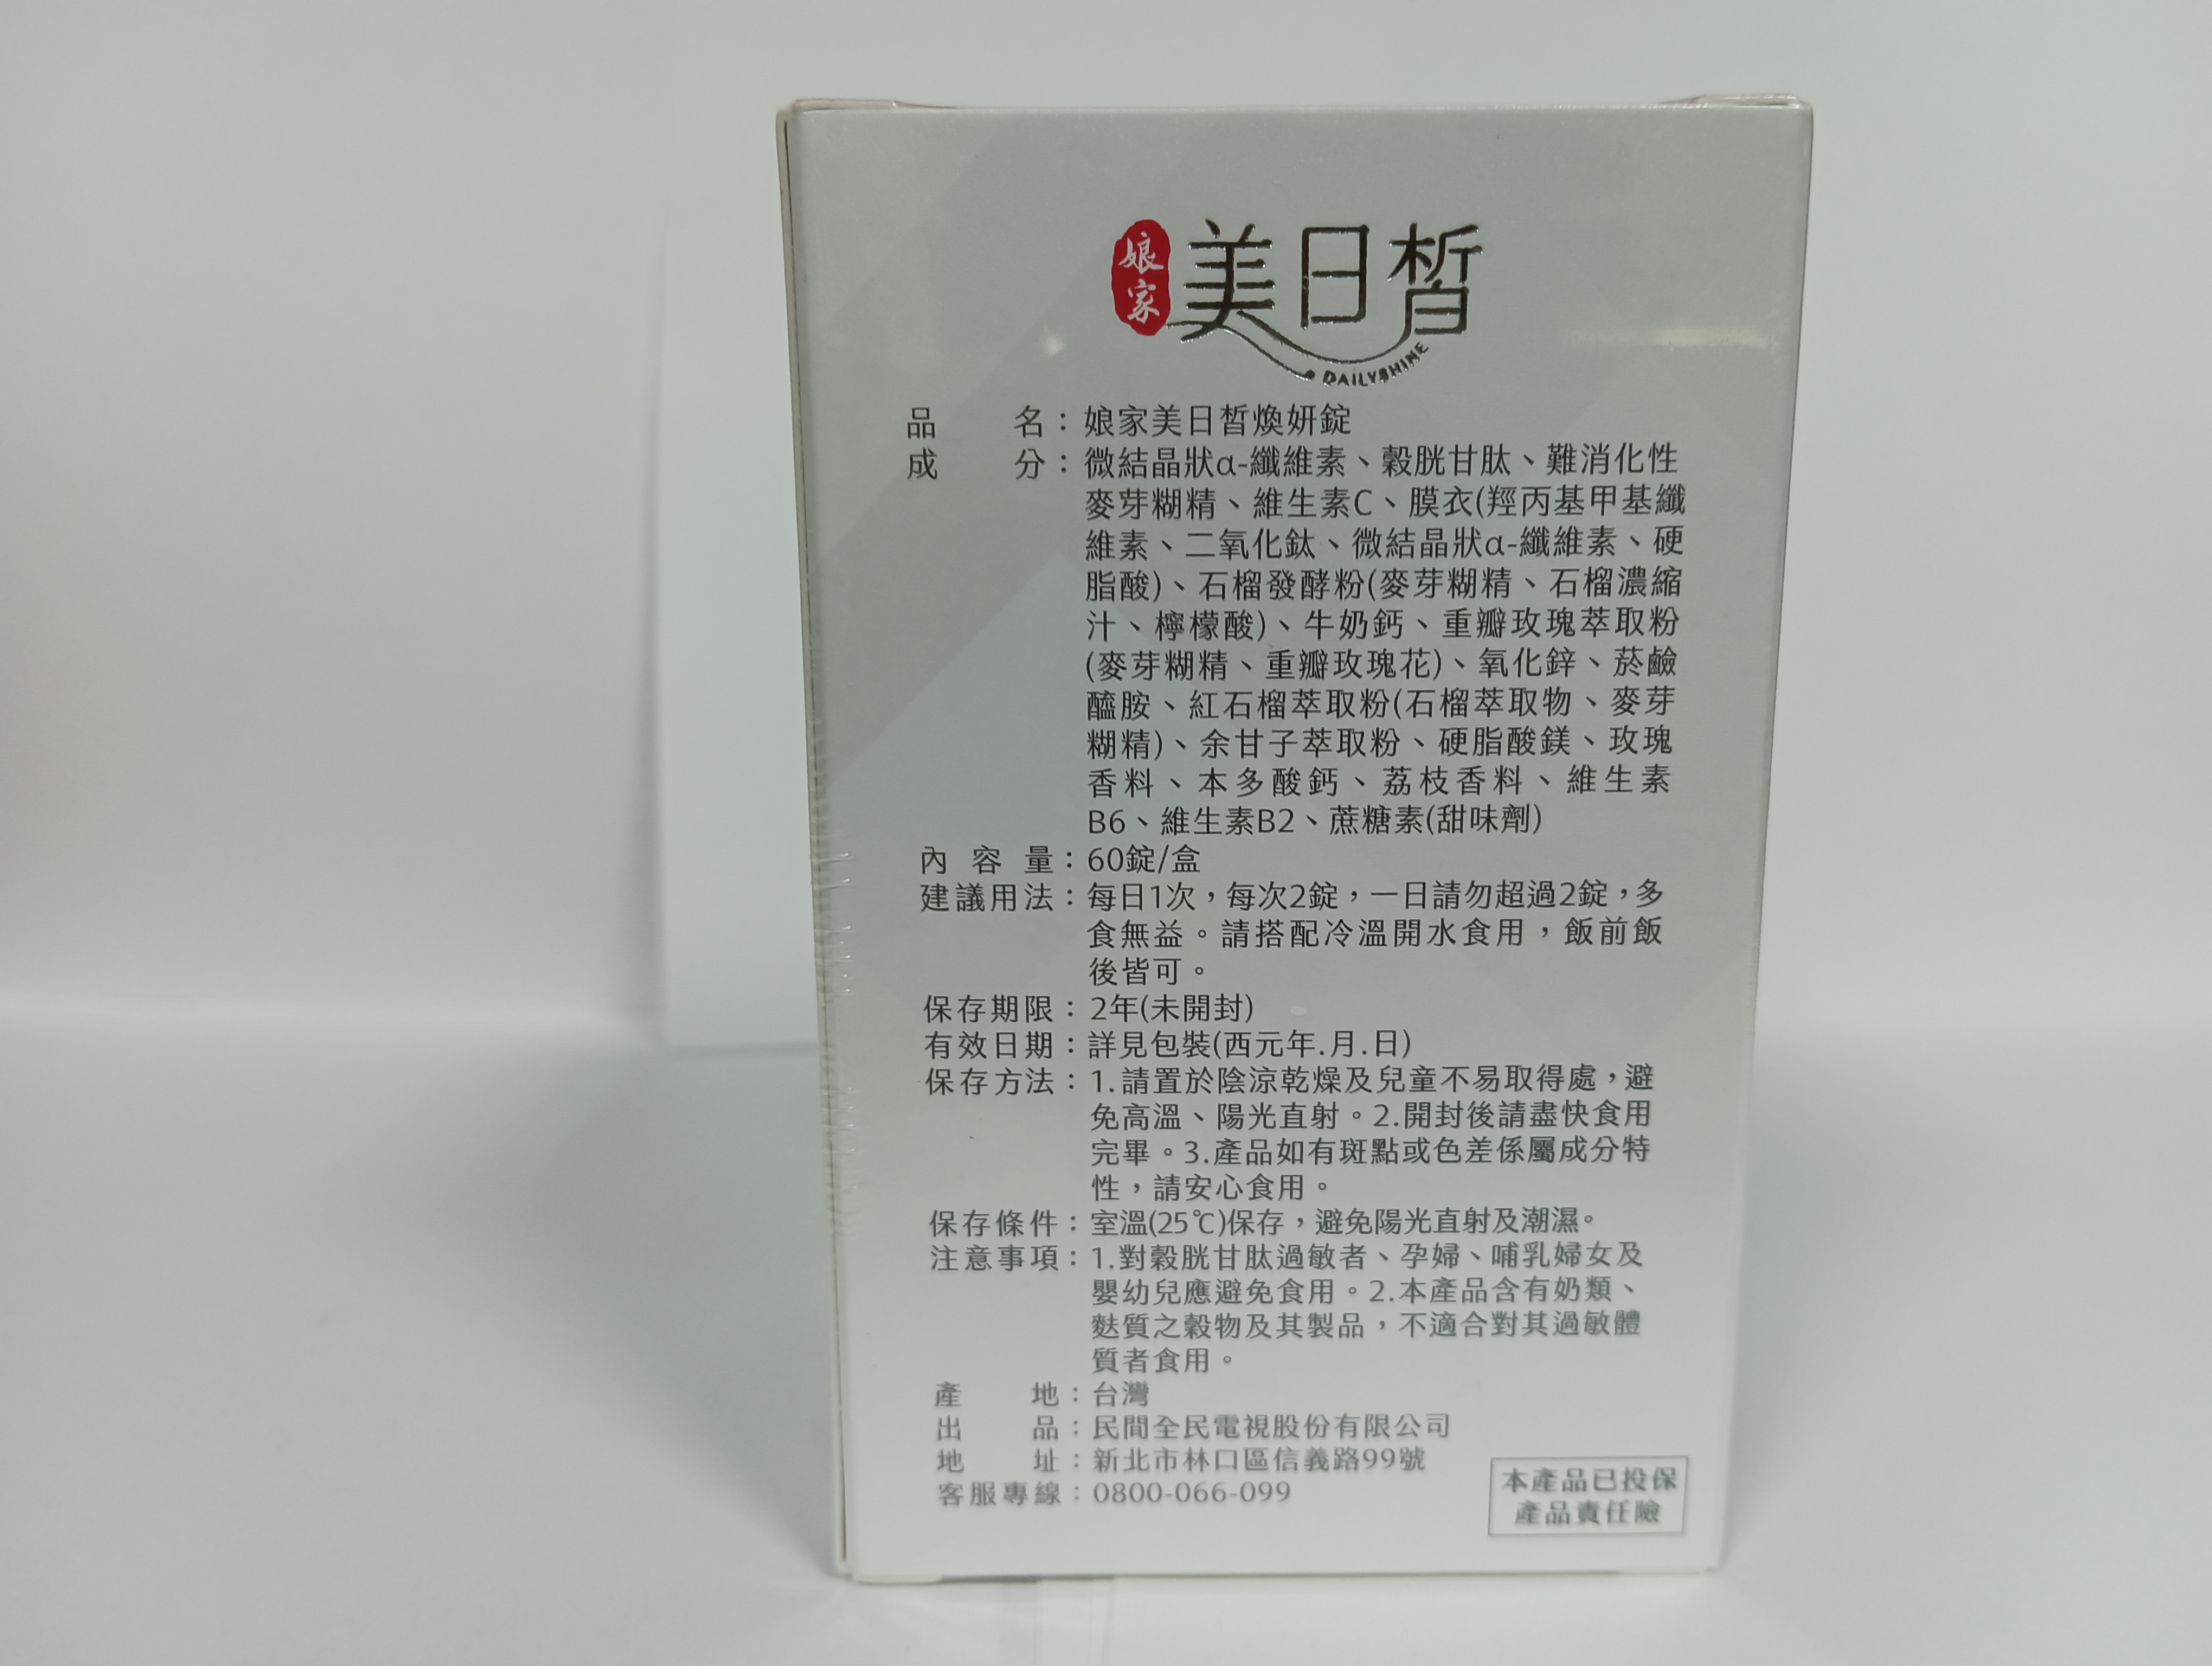 娘家
美日皙
DAILYSHINE
品 名：娘家美日皙煥妍錠
成 分：微結晶狀α-纖維素、穀胱甘肽、難消化性
麥芽糊精、維生素C、膜衣(羥丙基甲基纖
維素、二氧化鈦、微結晶狀α-纖維素、硬
脂酸)、石榴發酵粉(麥芽糊精、石榴濃縮
汁、檸檬酸)、牛奶鈣、重瓣玫瑰萃取粉
(麥芽糊精、重瓣玫瑰花)、氧化鋅、菸鹼
醯胺、紅石榴萃取粉(石榴萃取物、麥芽
糊精)、余甘子萃取粉、硬脂酸鎂、玫瑰
香料、本多酸鈣、荔枝香料、維生素
B6、維生素B2、蔗糖素(甜味劑)
內容量：60錠/盒
建議用法：每日1次，每次2錠，一日請勿超過2錠，多
食無益。請搭配冷溫開水食用，飯前飯
後皆可。
保存期限：2年(未開封)
有效日期：詳見包裝(西元年.月.日)
保存方法：1.請置於陰涼乾燥及兒童不易取得處，避
免高溫、陽光直射。2.開封後請盡快食用
完畢。3.產品如有斑點或色差係屬成分特
性，請安心食用。
保存條件：室溫(25℃)保存，避免陽光直射及潮濕。
注意事項：1.對穀胱甘肽過敏者、孕婦、哺乳婦女及
嬰幼兒應避免食用。2.本產品含有奶類、
麩質之穀物及其製品，不適合對其過敏體
質者食用。
產 地：台灣
出 品：民間全民電視股份有限公司
地 址：新北市林口區信義路99號
客服專線：0800-066-099
本產品已投保
產品責任險